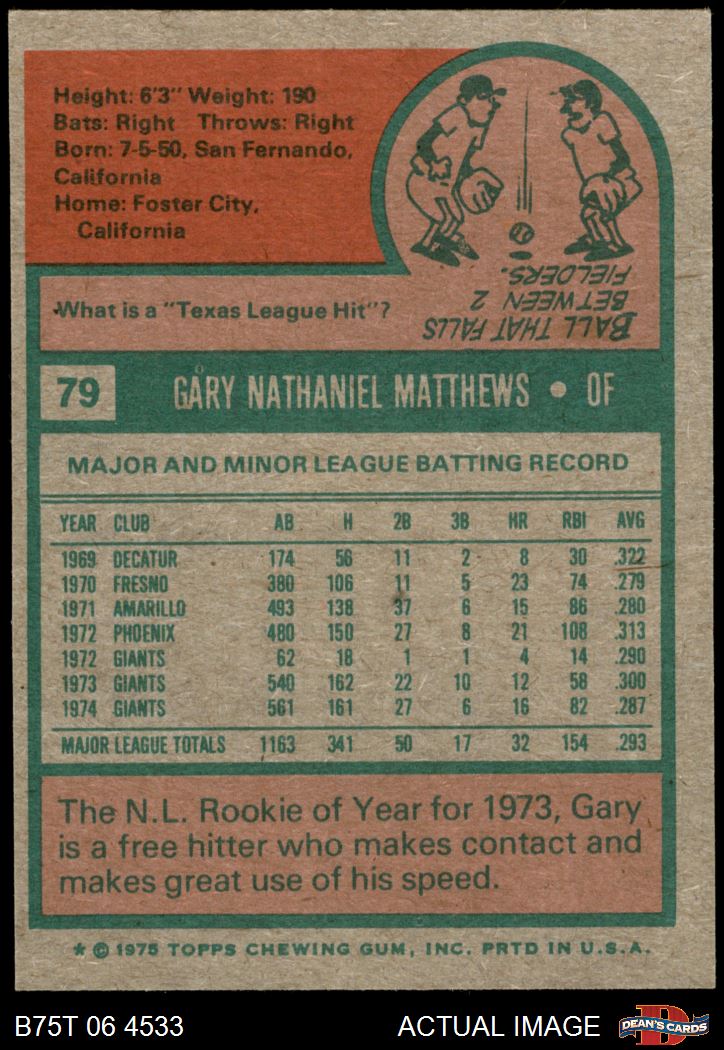 Height: 6'3" Weight: 190
Bats: Right Throws: Right
Born: 7-5-50, San Fernando,
California
Home: Foster City,
California
What is a "Texas League Hit"?
BALL THAT FALLS
BETWEEN 2
FIELDERS.
79 GARY NATHANIEL MATTHEWS • OF
MAJOR AND MINOR LEAGUE BATTING RECORD
YEAR CLUB AB H 2B 3B HR RBI AVG
1969 DECATUR 174 56 11 2 8 30 .322
1970 FRESNO 380 106 11 5 23 74 .279
1971 AMARILLO 493 138 37 6 15 86 .280
1972 PHOENIX 480 150 27 8 21 108 .313
1972 GIANTS 62 18 1 1 4 14 .290
1973 GIANTS 540 162 22 10 12 58 .300
1974 GIANTS 561 161 27 6 16 82 .287
MAJOR LEAGUE TOTALS 1163 341 50 17 32 154 .293
The N.L. Rookie of Year for 1973, Gary
is a free hitter who makes contact and
makes great use of his speed.
* © 1975 TOPPS CHEWING GUM, INC. PRTD IN U.S.A.
B75T 06 4533 ACTUAL IMAGE D DEAN'S CARDS